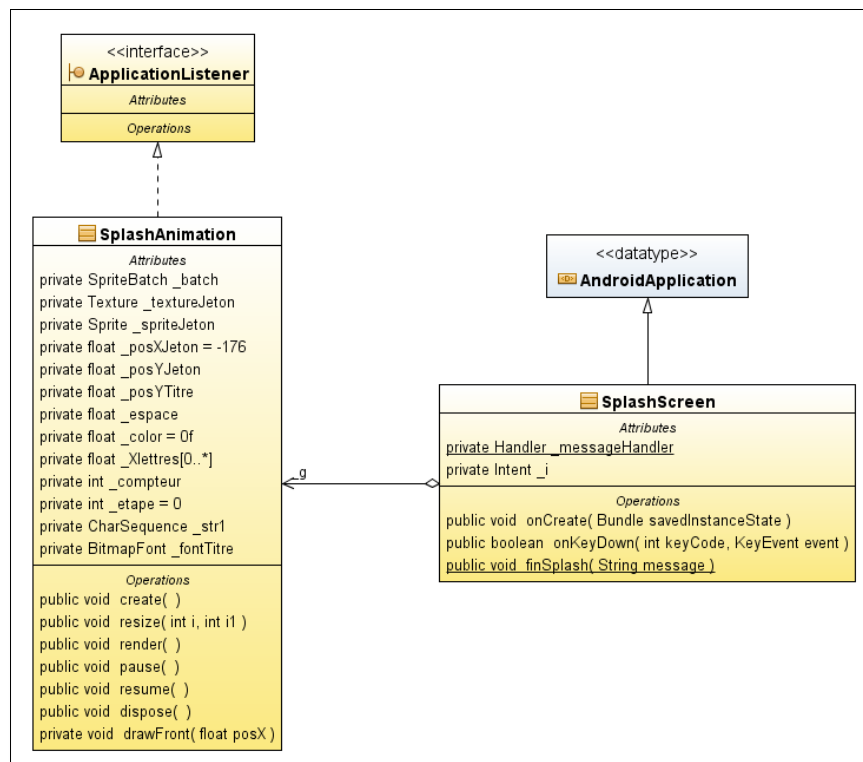 <<interface>>
ApplicationListener
Attributes
Operations
SplashAnimation
Attributes
private SpriteBatch _batch
private Texture _textureJeton
private Sprite _spriteJeton
private float _posXJeton = -176
private float _posYJeton
private float _posYTitre
private float _espace
private float _color = 0f
private float _Xlettres[0..*]
private int _compteur
private int _etape = 0
private CharSequence _str1
private BitmapFont _fontTitre
Operations
public void create( )
public void resize( int i, int i1 )
public void render( )
public void pause( )
public void resume( )
public void dispose( )
private void drawFront( float posX )
_g
<<datatype>>
AndroidApplication
SplashScreen
Attributes
private Handler _messageHandler
private Intent _i
Operations
public void onCreate( Bundle savedInstanceState )
public boolean onKeyDown( int keyCode, KeyEvent event )
public void finSplash( String message )